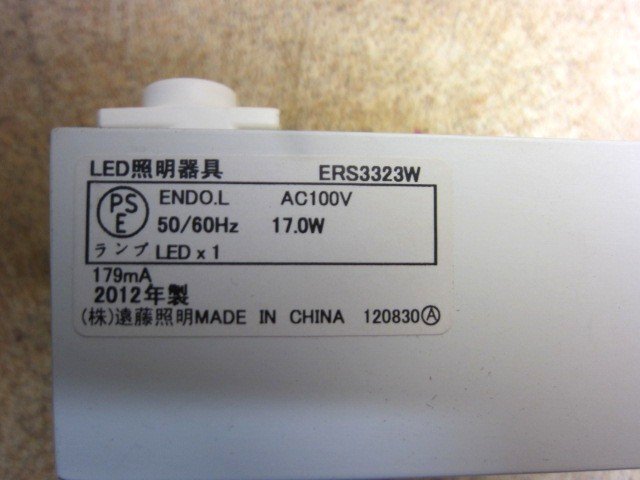 LED照明器具 ERS3323W
PS
E
ENDO.L AC100V
50/60Hz 17.0W
ランプ LED x 1
179mA
2012年製
(株)遠藤照明MADE IN CHINA 120830Ⓐ